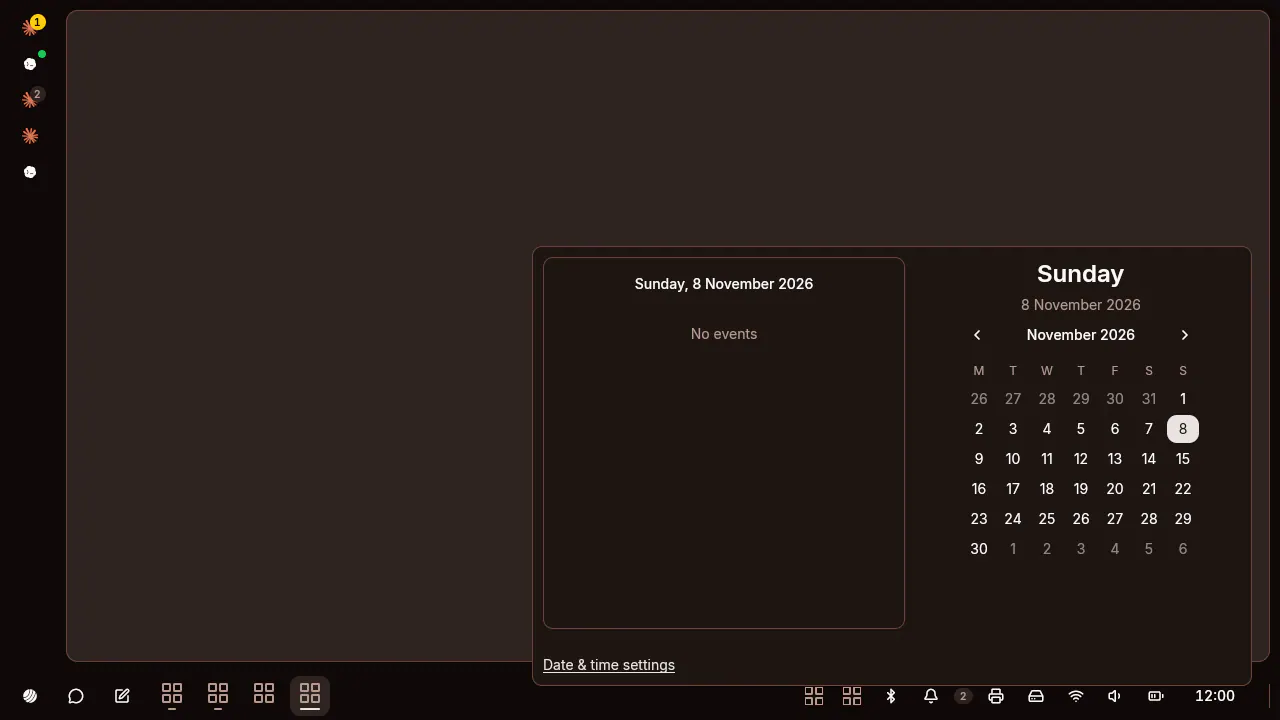 1
2
Sunday, 8 November 2026
No events
Date & time settings
Sunday
8 November 2026
November 2026
M T W T F S S
26 27 28 29 30 31 1
2 3 4 5 6 7 8
9 10 11 12 13 14 15
16 17 18 19 20 21 22
23 24 25 26 27 28 29
30 1 2 3 4 5 6
2
12:00